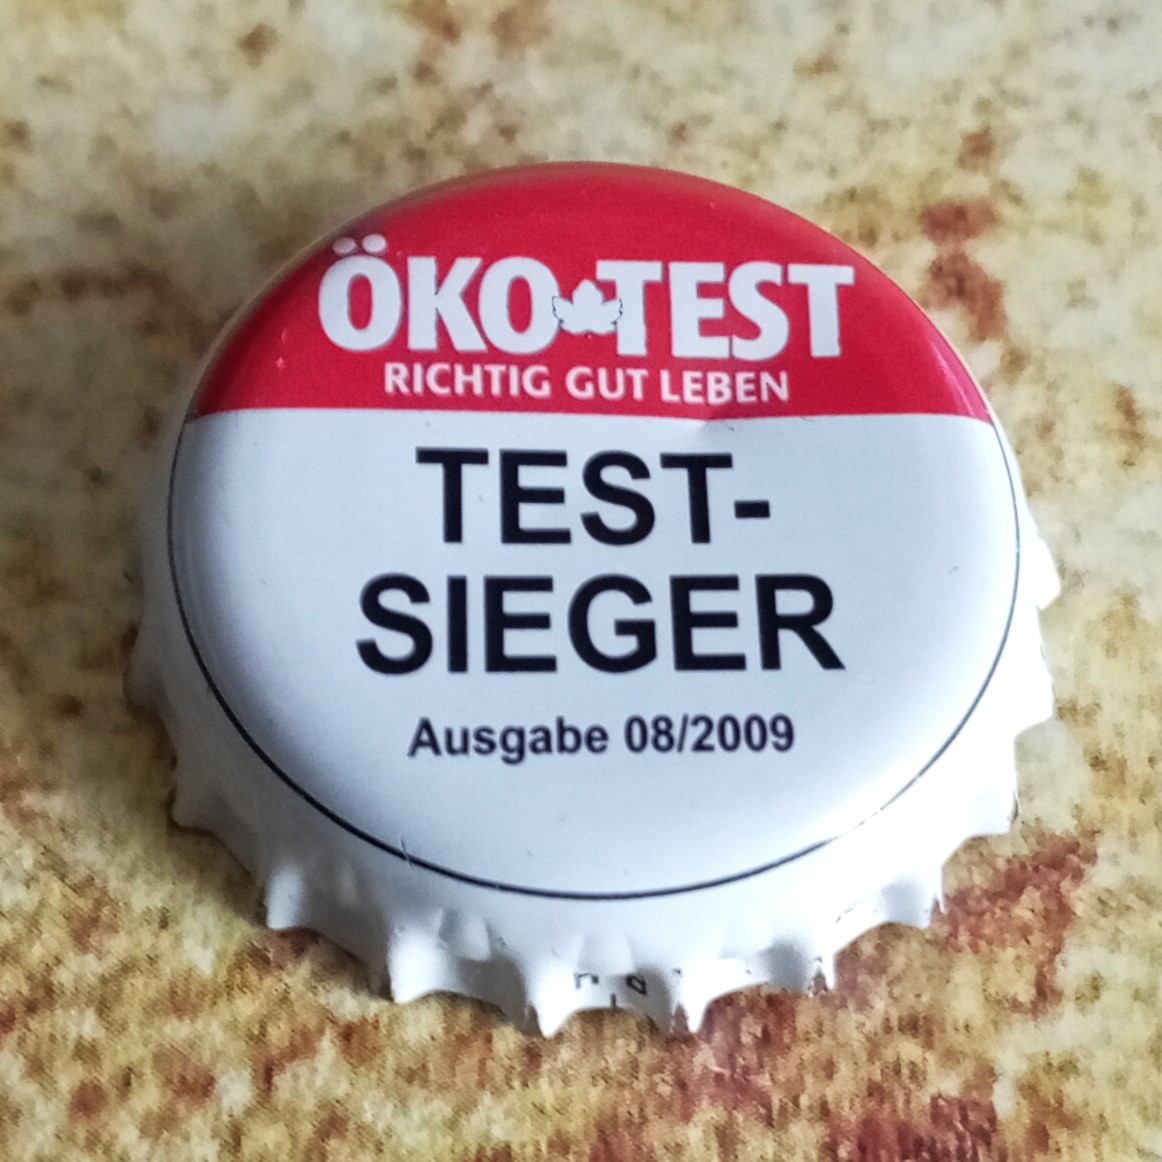 ÖKO TEST
RICHTIG GUT LEBEN
TEST-
SIEGER
Ausgabe 08/2009